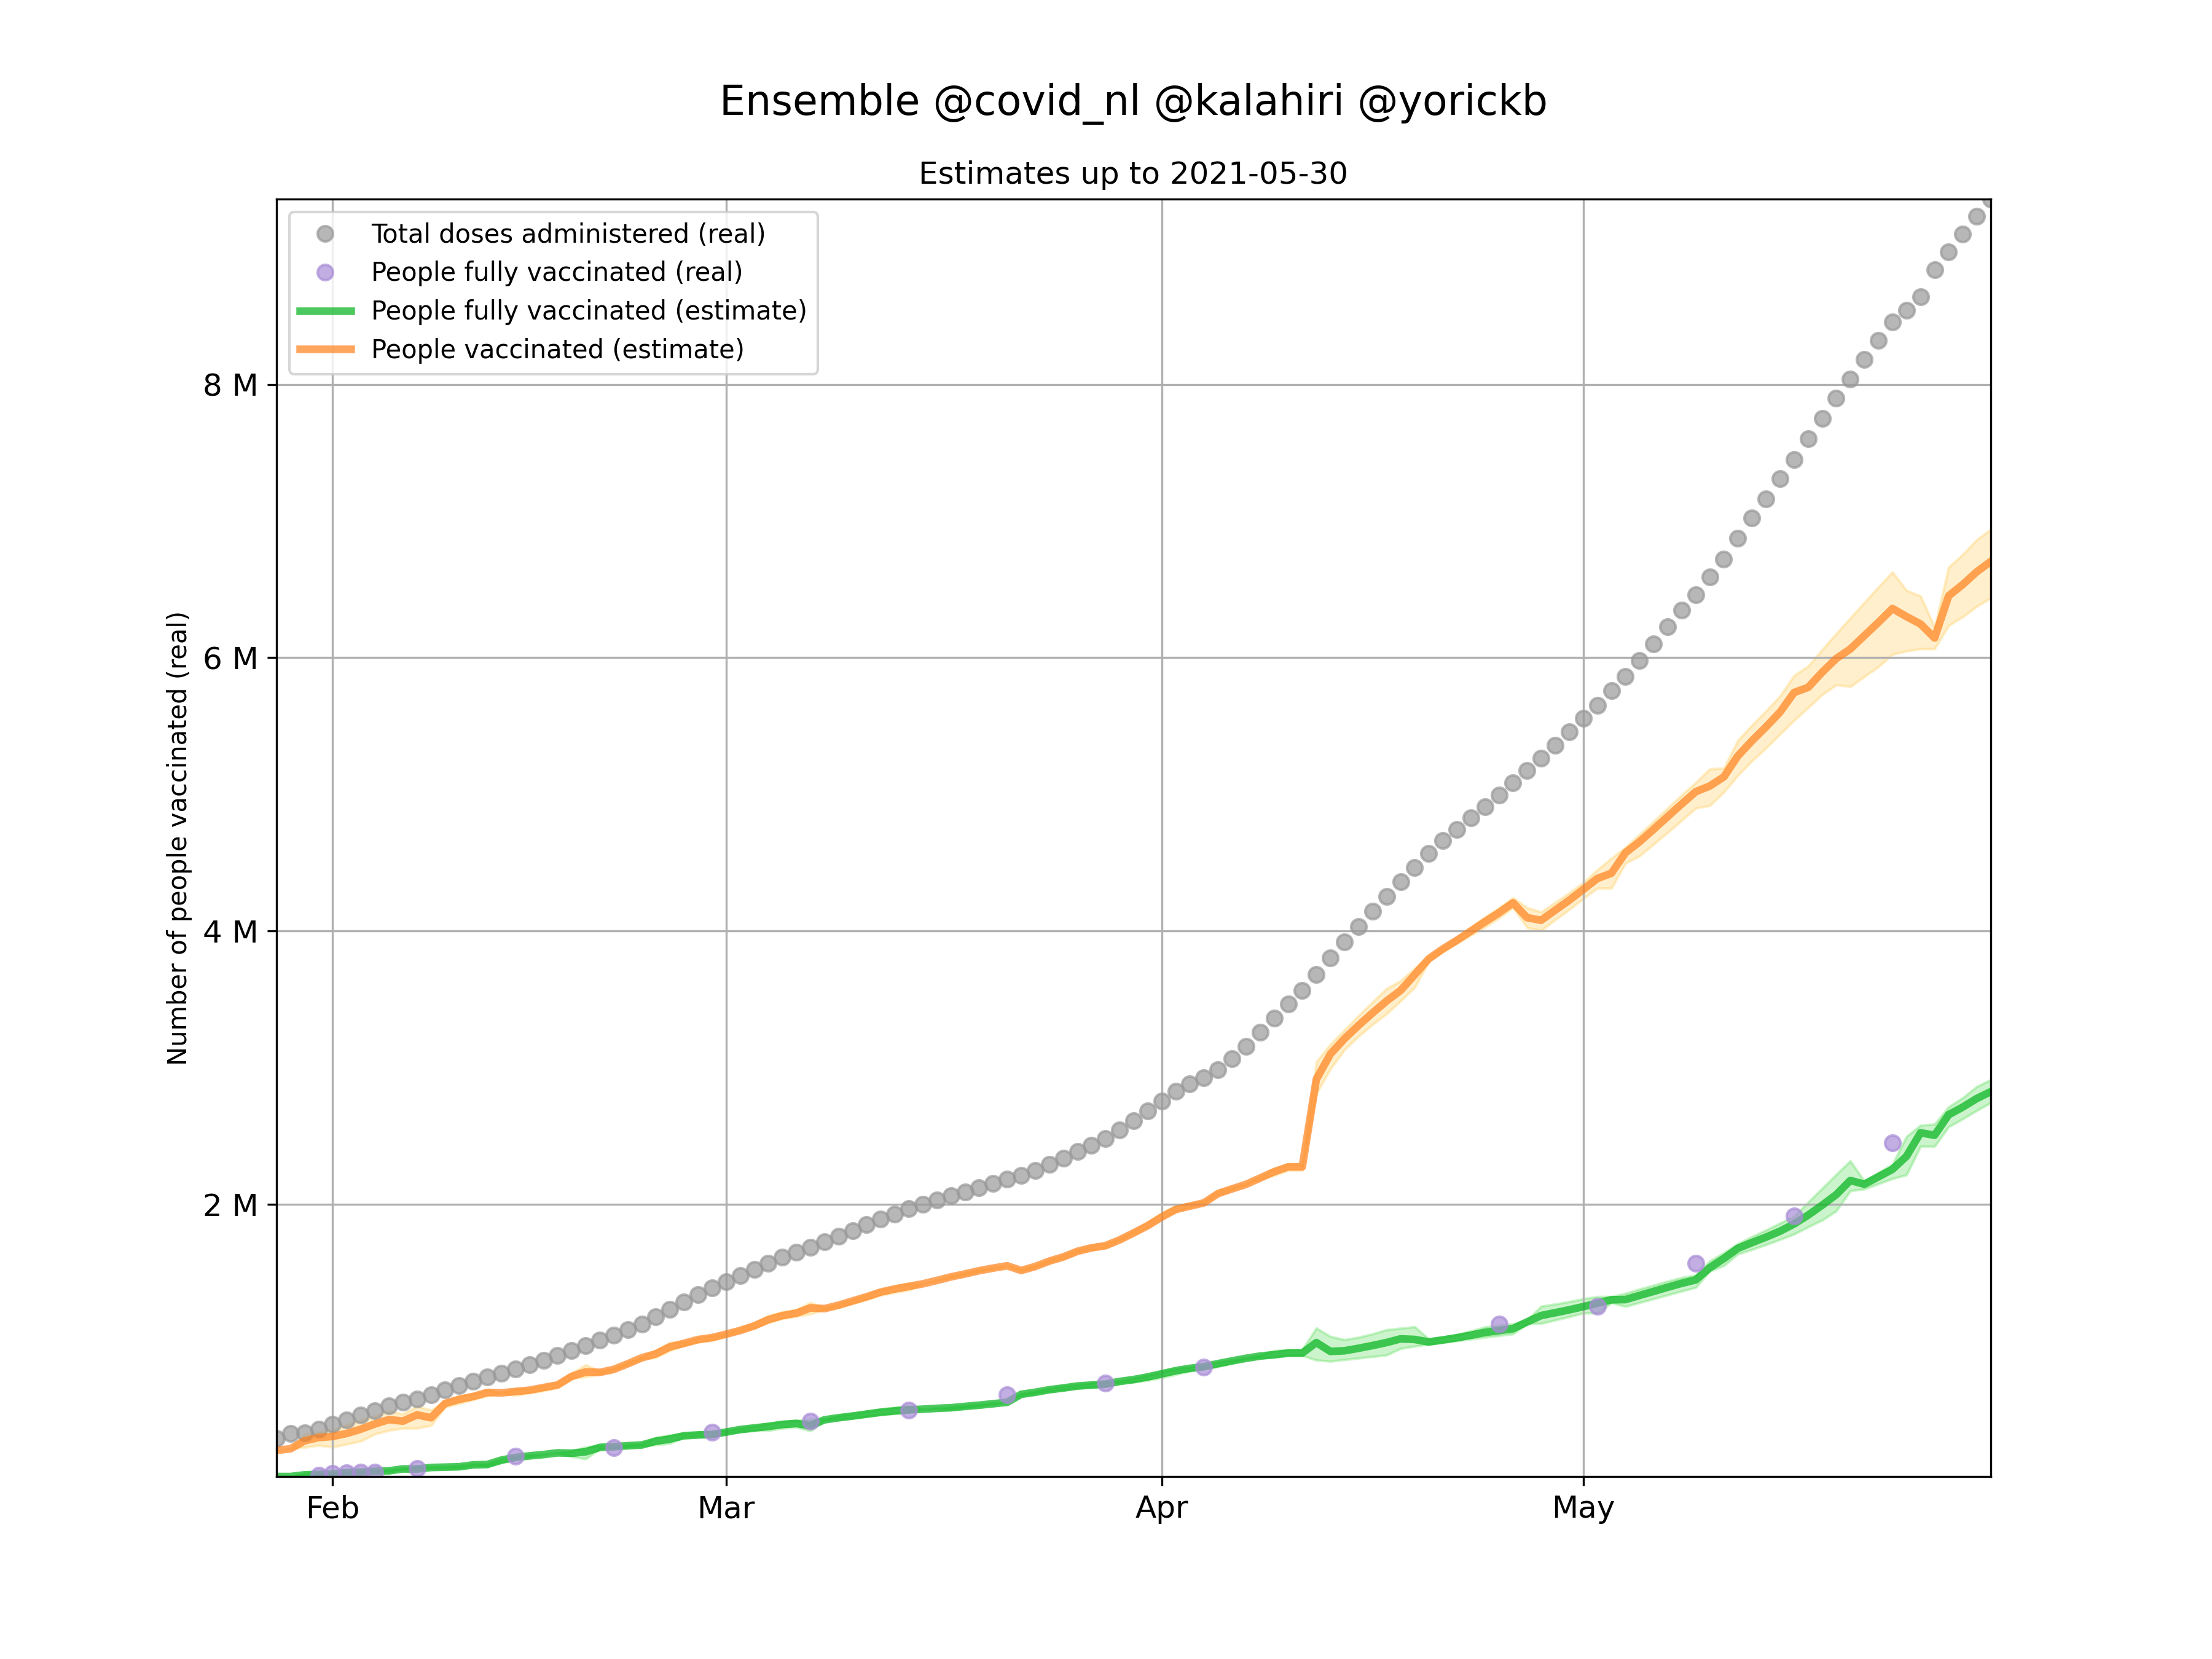 Ensemble @covid_nl @kalahiri @yorickb
Estimates up to 2021-05-30
Total doses administered (real)
People fully vaccinated (real)
People fully vaccinated (estimate)
People vaccinated (estimate)
Number of people vaccinated (real)
8 M
6 M
4 M
2 M
Feb
Mar
Apr
May